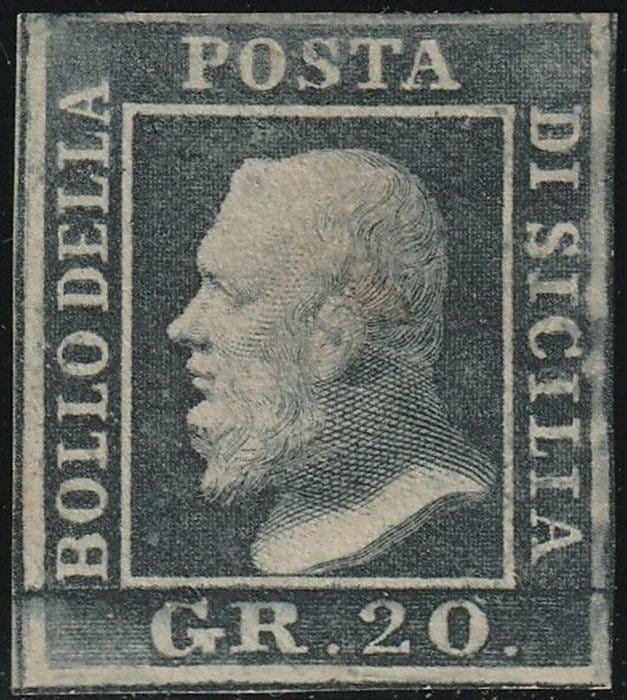 BOLLO DELLA
POSTA
DI SICILIA
GR. 20.